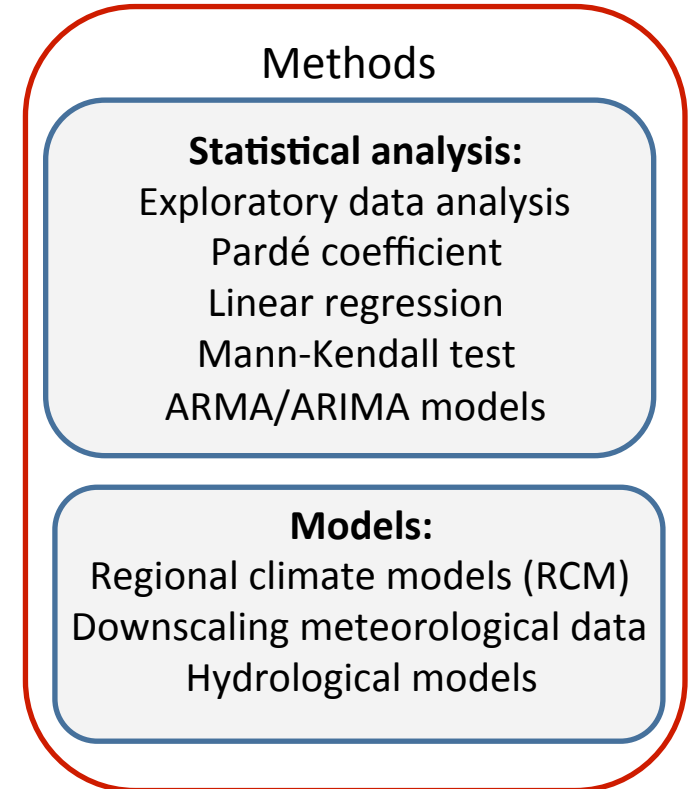 Methods
Statistical analysis:
Exploratory data analysis
Pardé coefficient
Linear regression
Mann-Kendall test
ARMA/ARIMA models
Models:
Regional climate models (RCM)
Downscaling meteorological data
Hydrological models